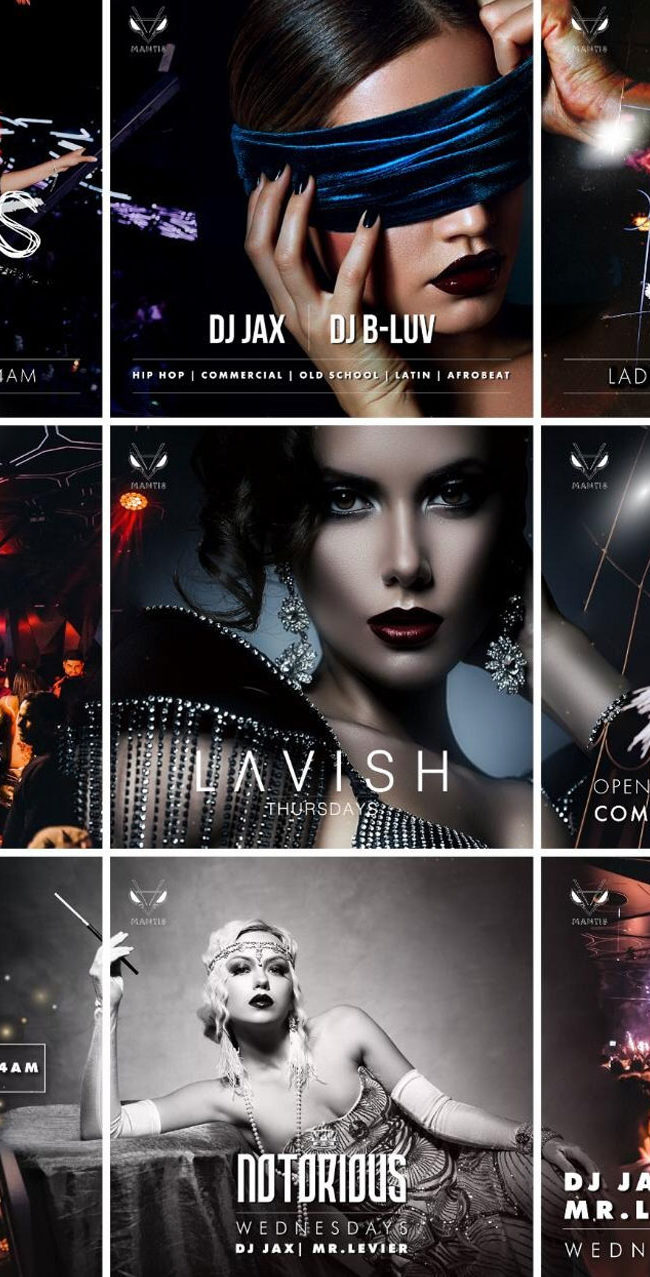 MANTIS
MANTIS
S
4AM
DJ JAX | DJ B-LUV
HIP HOP | COMMERCIAL | OLD SCHOOL | LATIN | AFROBEAT
LAD
MANTIS
MANTIS
LAVISH
THURSDAYS
OPEN
COM
MANTIS
MANTIS
4AM
NOTORIOUS
WEDNESDAYS
DJ JAX| MR.LEVIER
DJ JA
MR.L
WEDN